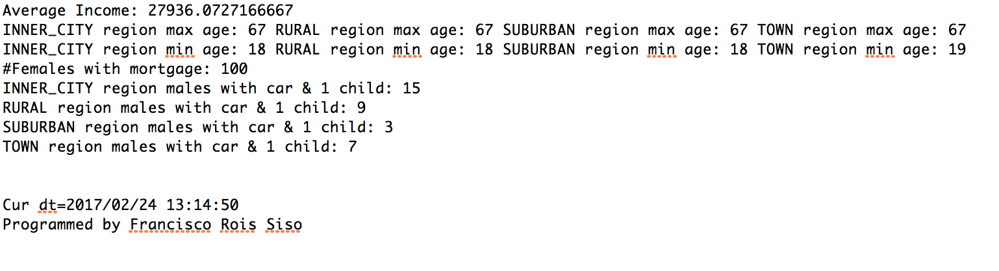 Average Income: 27936.0727166667
INNER_CITY region max age: 67 RURAL region max age: 67 SUBURBAN region max age: 67 TOWN region max age: 67
INNER_CITY region min age: 18 RURAL region min age: 18 SUBURBAN region min age: 18 TOWN region min age: 19
#Females with mortgage: 100
INNER_CITY region males with car & 1 child: 15
RURAL region males with car & 1 child: 9
SUBURBAN region males with car & 1 child: 3
TOWN region males with car & 1 child: 7
Cur dt=2017/02/24 13:14:50
Programmed by Francisco Rois Siso